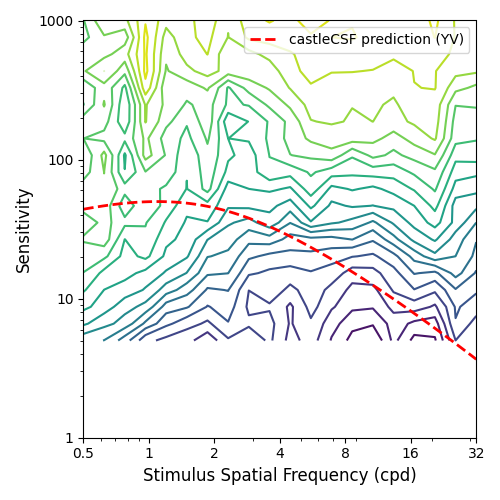 1000
castleCSF prediction (YV)
100
Sensitivity
10
1
0.5 1 2 4 8 16 32
Stimulus Spatial Frequency (cpd)